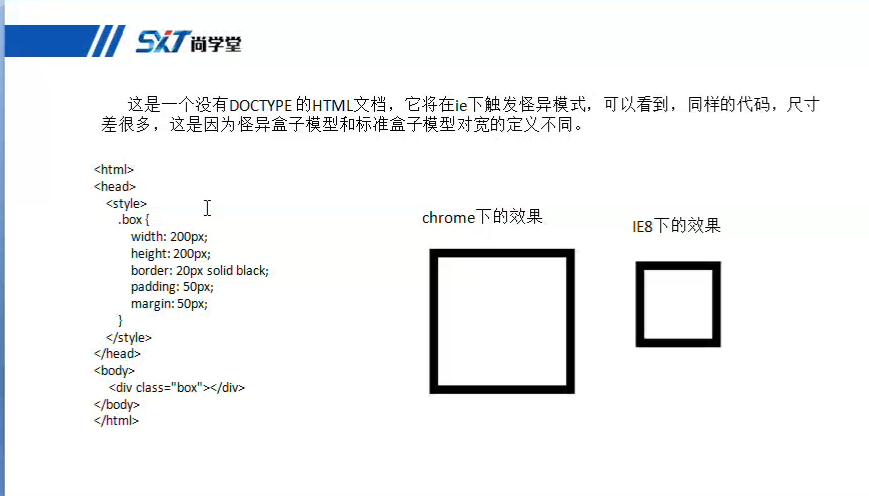 SXT尚学堂
这是一个没有DOCTYPE 的HTML文档，它将在ie下触发怪异模式，可以看到，同样的代码，尺寸
差很多，这是因为怪异盒子模型和标准盒子模型对宽的定义不同。
<html>
<head>
<style>
.box {
width: 200px;
height: 200px;
border: 20px solid black;
padding: 50px;
margin: 50px;
}
</style>
</head>
<body>
<div class="box"></div>
</body>
</html>
chrome下的效果
IE8下的效果